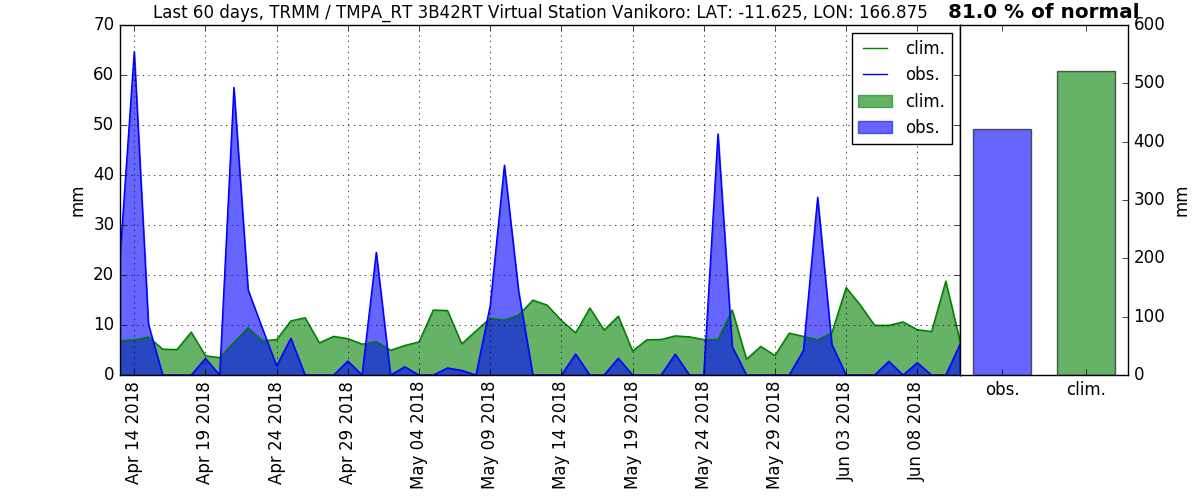 Last 60 days, TRMM / TMPA_RT 3B42RT Virtual Station Vanikoro: LAT: -11.625, LON: 166.875
81.0 % of normal
70
60
50
40
30
20
10
0
mm
clim.
obs.
clim.
obs.
Apr 14 2018
Apr 19 2018
Apr 24 2018
Apr 29 2018
May 04 2018
May 09 2018
May 14 2018
May 19 2018
May 24 2018
May 29 2018
Jun 03 2018
Jun 08 2018
600
500
400
300
200
100
0
mm
obs.
clim.